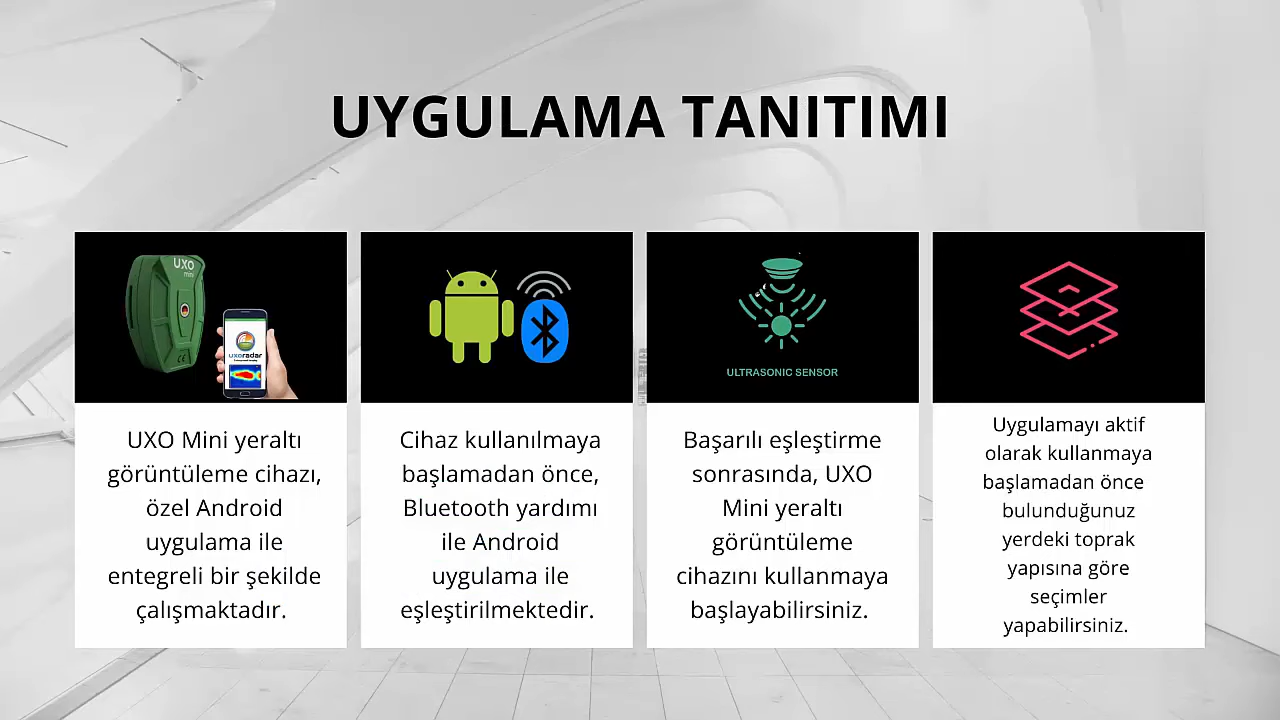 UYGULAMA TANITIMI
UXO
mini
uxoradar
ULTRASONIC SENSOR
UXO Mini yeraltı
görüntüleme cihazı,
özel Android
uygulama ile
entegreli bir şekilde
çalışmaktadır.
Cihaz kullanılmaya
başlamadan önce,
Bluetooth yardımı
ile Android
uygulama ile
eşleştirilmektedir.
Başarılı eşleştirme
sonrasında, UXO
Mini yeraltı
görüntüleme
cihazını kullanmaya
başlayabilirsiniz.
Uygulamayı aktif
olarak kullanmaya
başlamadan önce
bulunduğunuz
yerdeki toprak
yapısına göre
seçimler
yapabilirsiniz.